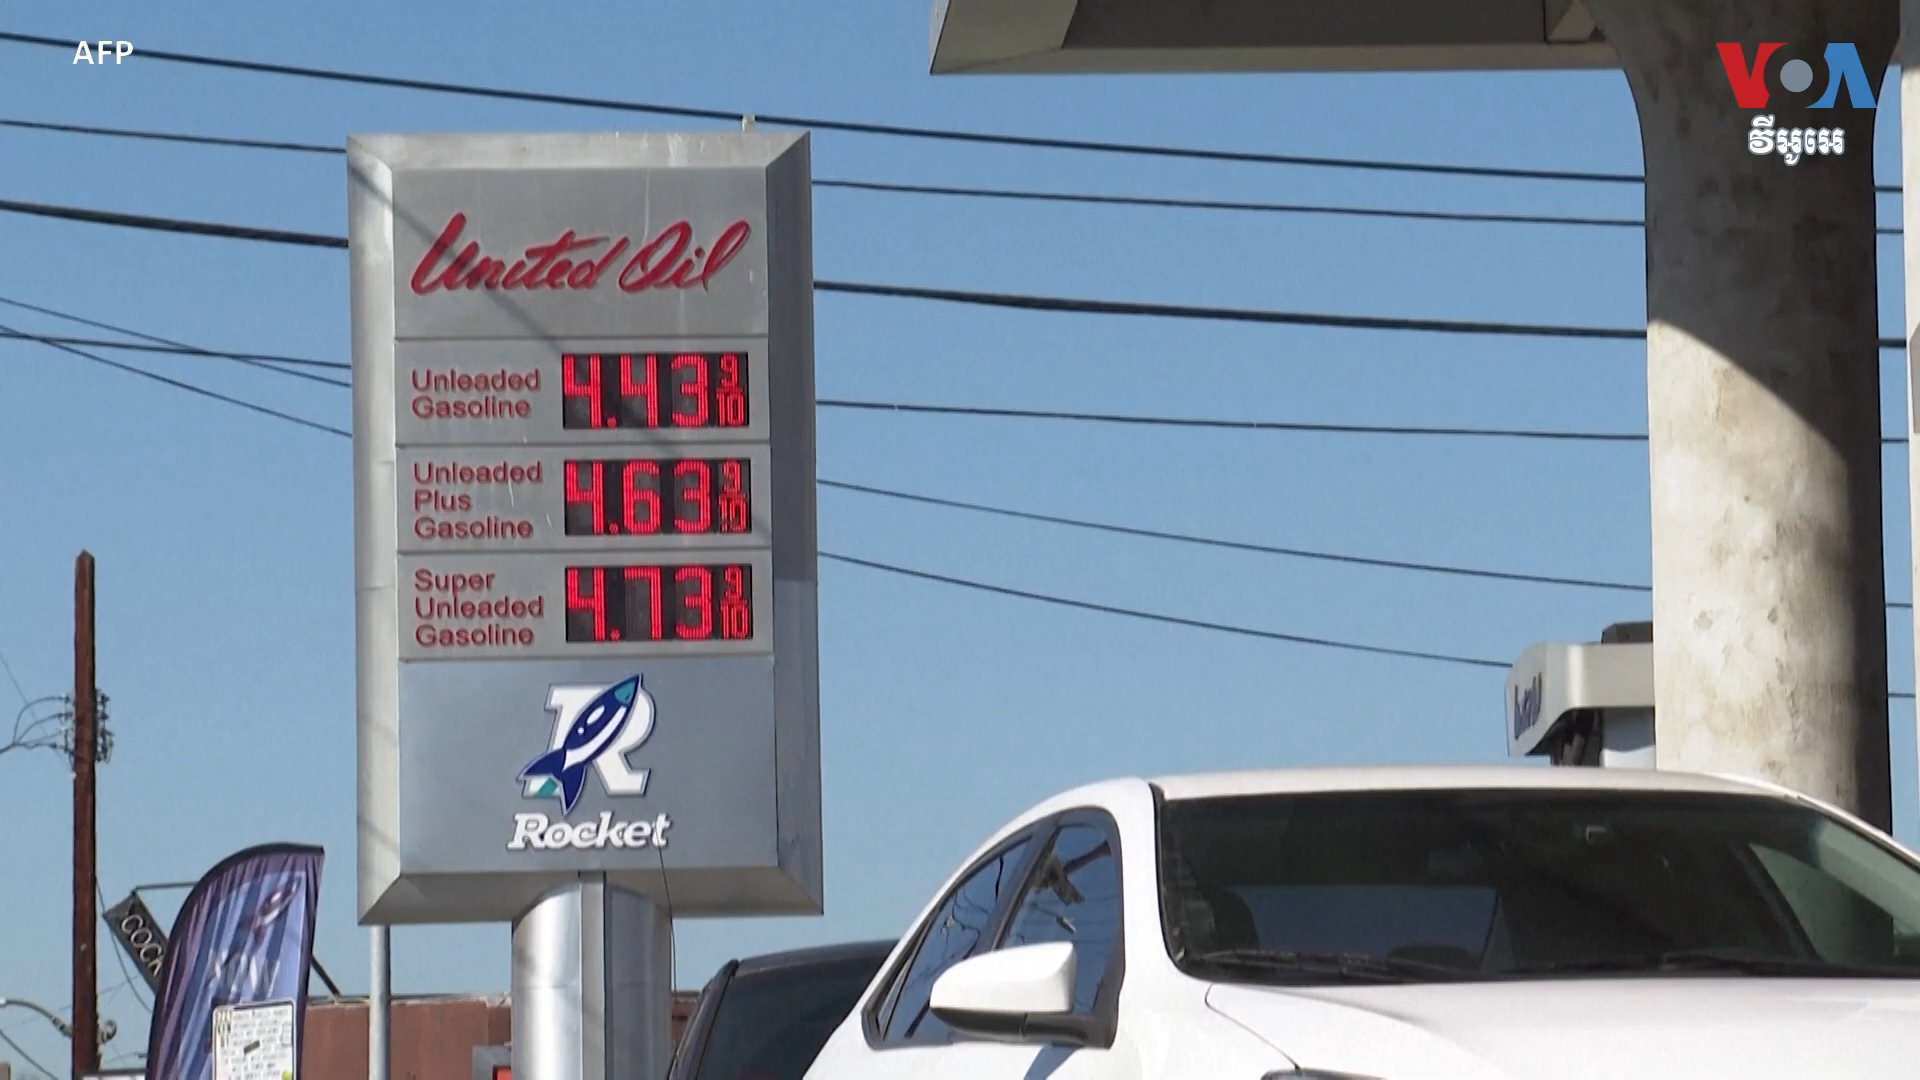 AFP
VOA
វីអូអេ
United Oil
Unleaded
Gasoline
4.43 9/10
Unleaded
Plus
Gasoline
4.63 9/10
Super
Unleaded
Gasoline
4.73 9/10
R
Rocket
COCK